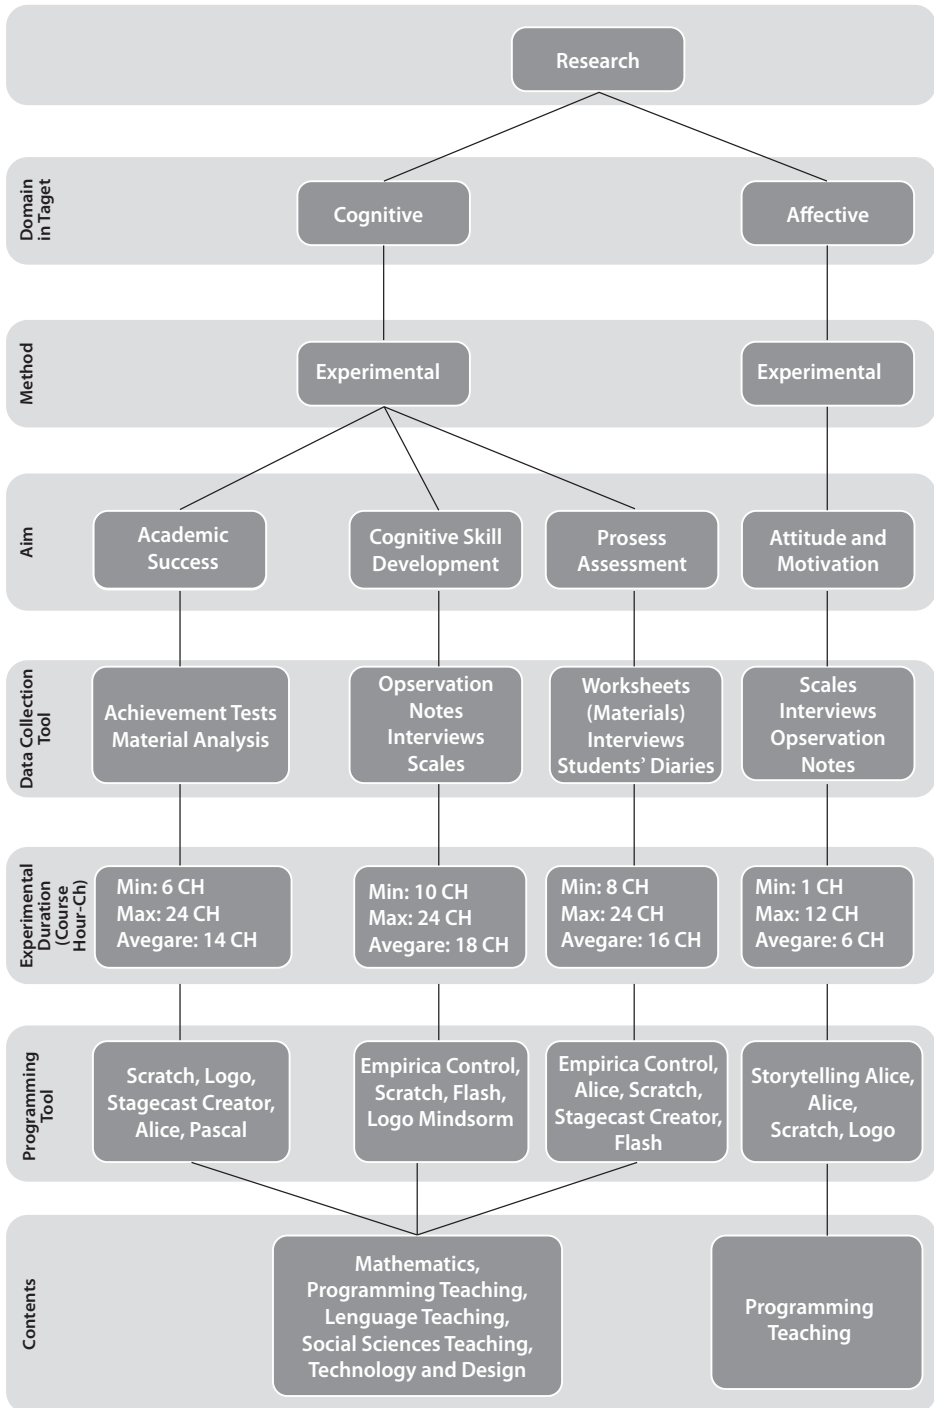 Research
Domain
in Taget
Cognitive
Affective
Method
Experimental
Experimental
Aim
Academic
Success
Cognitive Skill
Development
Prosess
Assessment
Attitude and
Motivation
Data Collection
Tool
Achievement Tests
Material Analysis
Opservation
Notes
Interviews
Scales
Worksheets
(Materials)
Interviews
Students’ Diaries
Scales
Interviews
Opservation
Notes
Experimental
Duration
(Course
Hour-Ch)
Min: 6 CH
Max: 24 CH
Avegare: 14 CH
Min: 10 CH
Max: 24 CH
Avegare: 18 CH
Min: 8 CH
Max: 24 CH
Avegare: 16 CH
Min: 1 CH
Max: 12 CH
Avegare: 6 CH
Programming
Tool
Scratch, Logo,
Stagecast Creator,
Alice, Pascal
Empirica Control,
Scratch, Flash,
Logo Mindsorm
Empirica Control,
Alice, Scratch,
Stagecast Creator,
Flash
Storytelling Alice,
Alice,
Scratch, Logo
Contents
Mathematics,
Programming Teaching,
Lenguage Teaching,
Social Sciences Teaching,
Technology and Design
Programming
Teaching